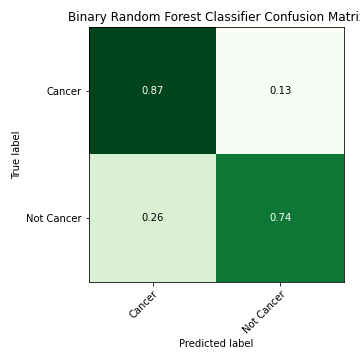 Binary Random Forest Classifier Confusion Matri
Cancer
0.87
0.13
True label
Not Cancer
0.26
0.74
Cancer
Not Cancer
Predicted label